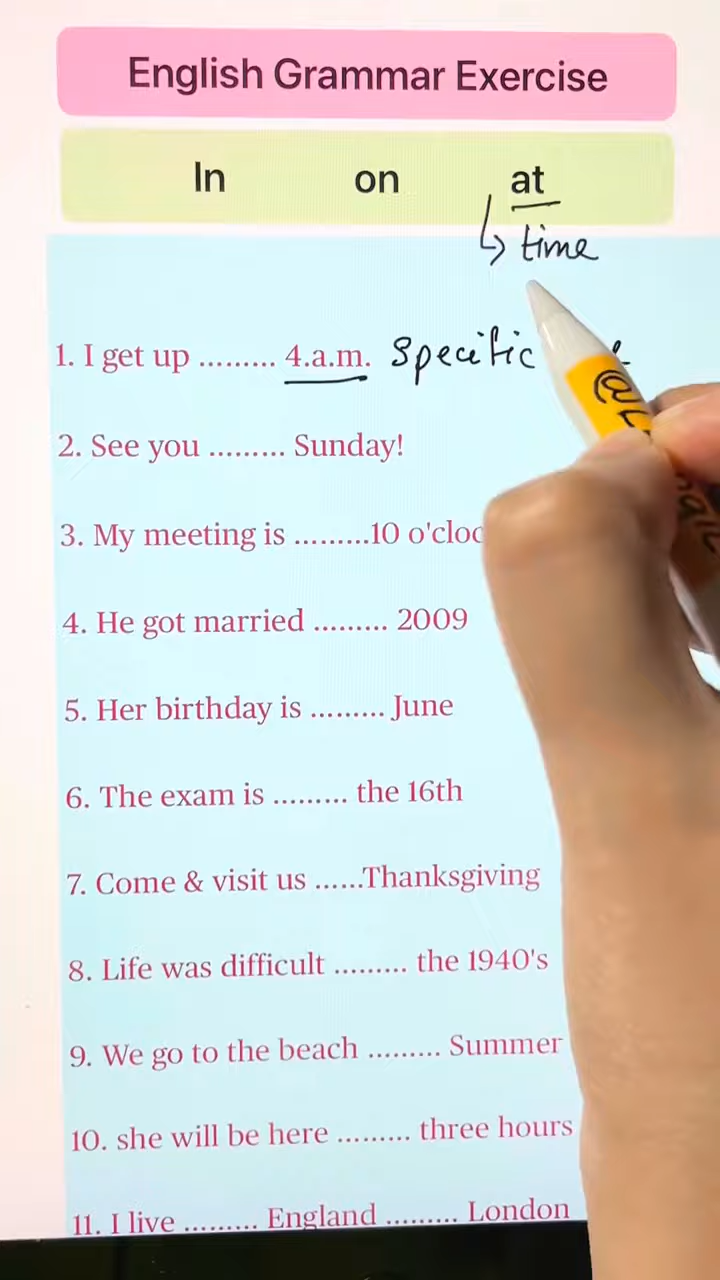 English Grammar Exercise
In on at
time
1. I get up ......... 4.a.m. specific
2. See you ......... Sunday!
3. My meeting is .........10 o'cloc
4. He got married ......... 2009
5. Her birthday is ......... June
6. The exam is ......... the 16th
7. Come & visit us ......Thanksgiving
8. Life was difficult ......... the 1940's
9. We go to the beach ......... Summer
10. she will be here ......... three hours
11. I live ......... England ......... London